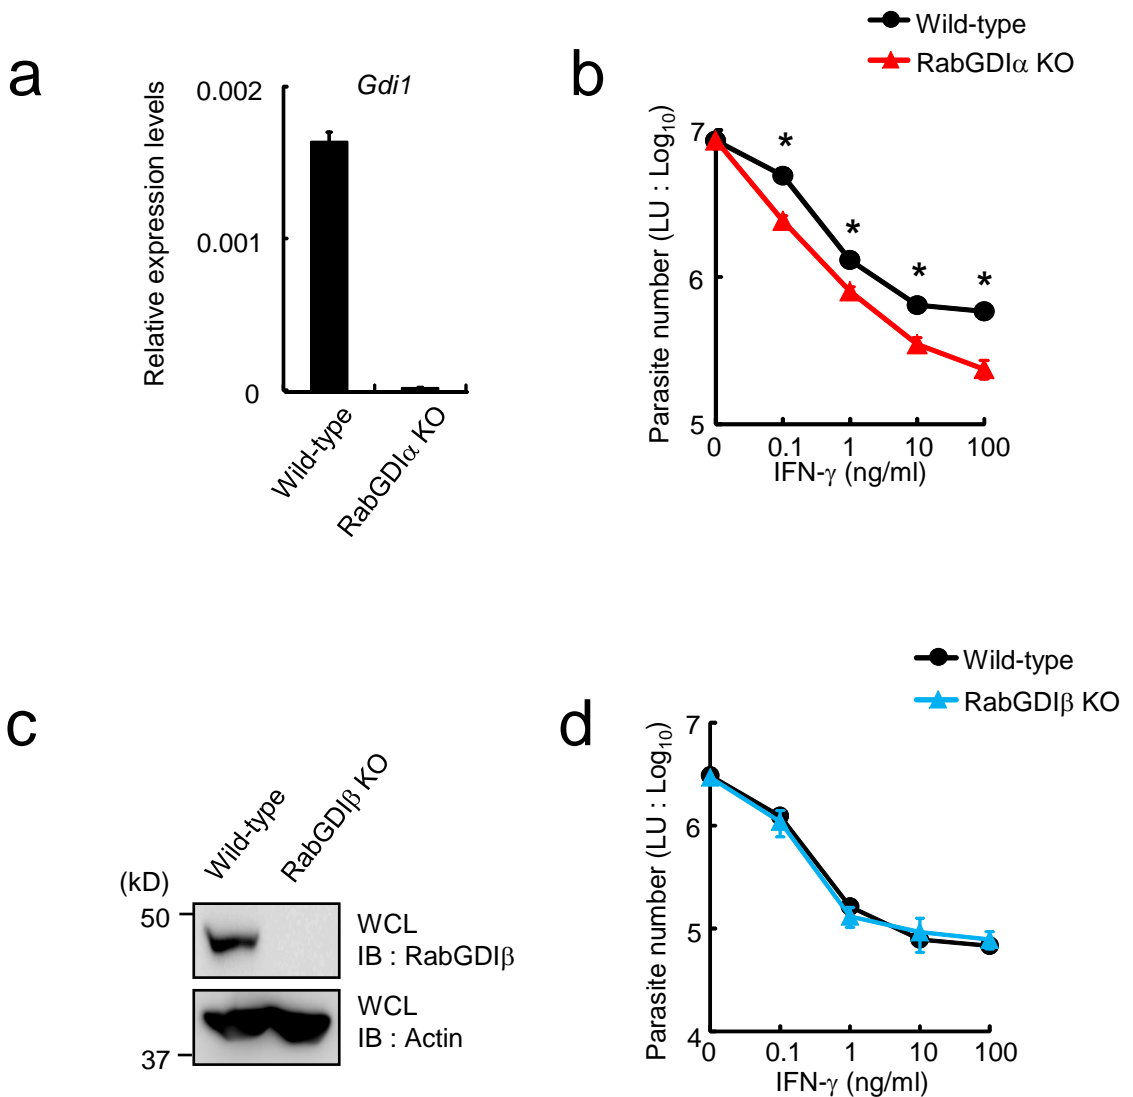 a
Gdi1
Relative expression levels
0.002
0.001
0
Wild-type
RabGDIα KO
b
Wild-type
RabGDIα KO
Parasite number (LU : Log10)
7
6
5
*
*
*
*
0
0.1
1
10
100
IFN-γ (ng/ml)
c
Wild-type
RabGDIβ KO
(kD)
50
37
WCL
IB : RabGDIβ
WCL
IB : Actin
d
Wild-type
RabGDIβ KO
Parasite number (LU : Log10)
7
6
5
4
0
0.1
1
10
100
IFN-γ (ng/ml)